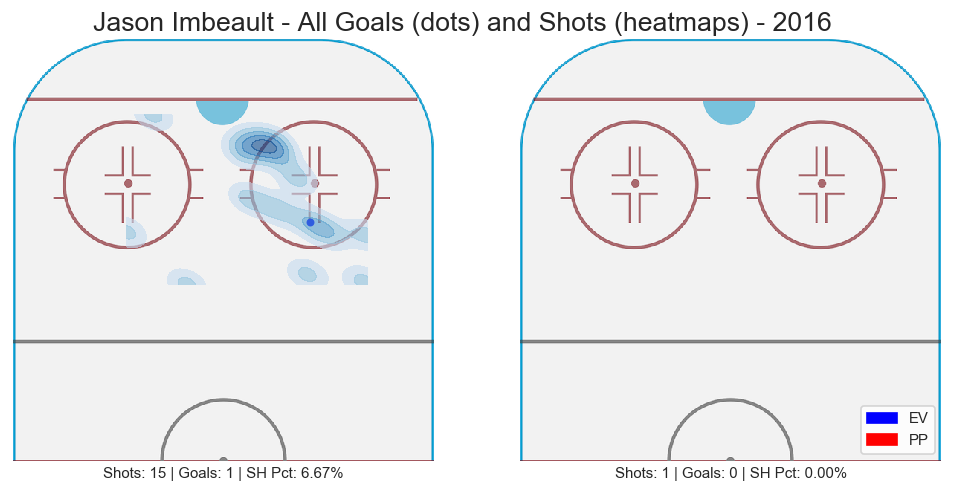 Jason Imbeault - All Goals (dots) and Shots (heatmaps) - 2016
EV
PP
Shots: 15 | Goals: 1 | SH Pct: 6.67%
Shots: 1 | Goals: 0 | SH Pct: 0.00%